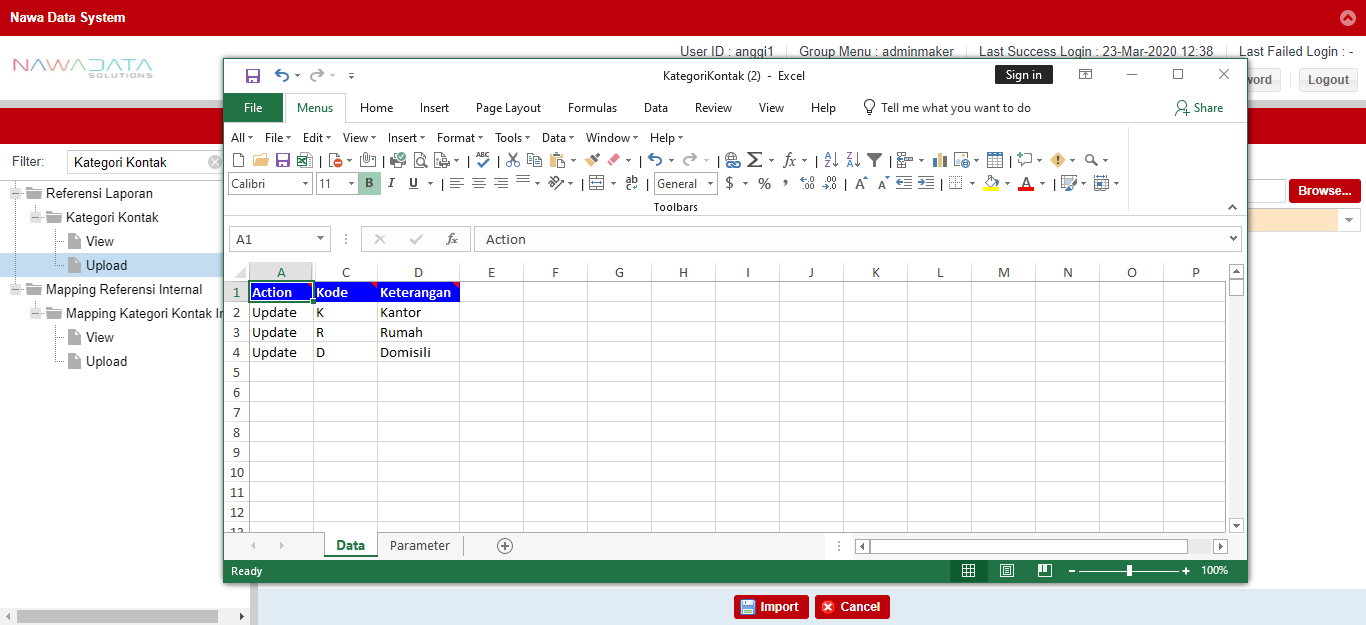 Nawa Data System
User ID : anggi1 Group Menu : adminmaker Last Success Login : 23-Mar-2020 12:38 Last Failed Login : -
NAWADATA
SOLUTIONS
KategoriKontak (2) - Excel
Sign in
Logout
File Menus Home Insert Page Layout Formulas Data Review View Help Tell me what you want to do Share
All File Edit View Insert Format Tools Data Window Help
Filter: Kategori Kontak
Calibri 11 B I U General $ % ,
Toolbars
Browse...
Referensi Laporan
Kategori Kontak
View
Upload
Mapping Referensi Internal
Mapping Kategori Kontak
View
Upload
A1 fx Action
A C D E F G H I J K L M N O P
1 Action Kode Keterangan
2 Update K Kantor
3 Update R Rumah
4 Update D Domisili
5
6
7
8
9
10
11
12
13
Data Parameter
Ready 100%
Import Cancel